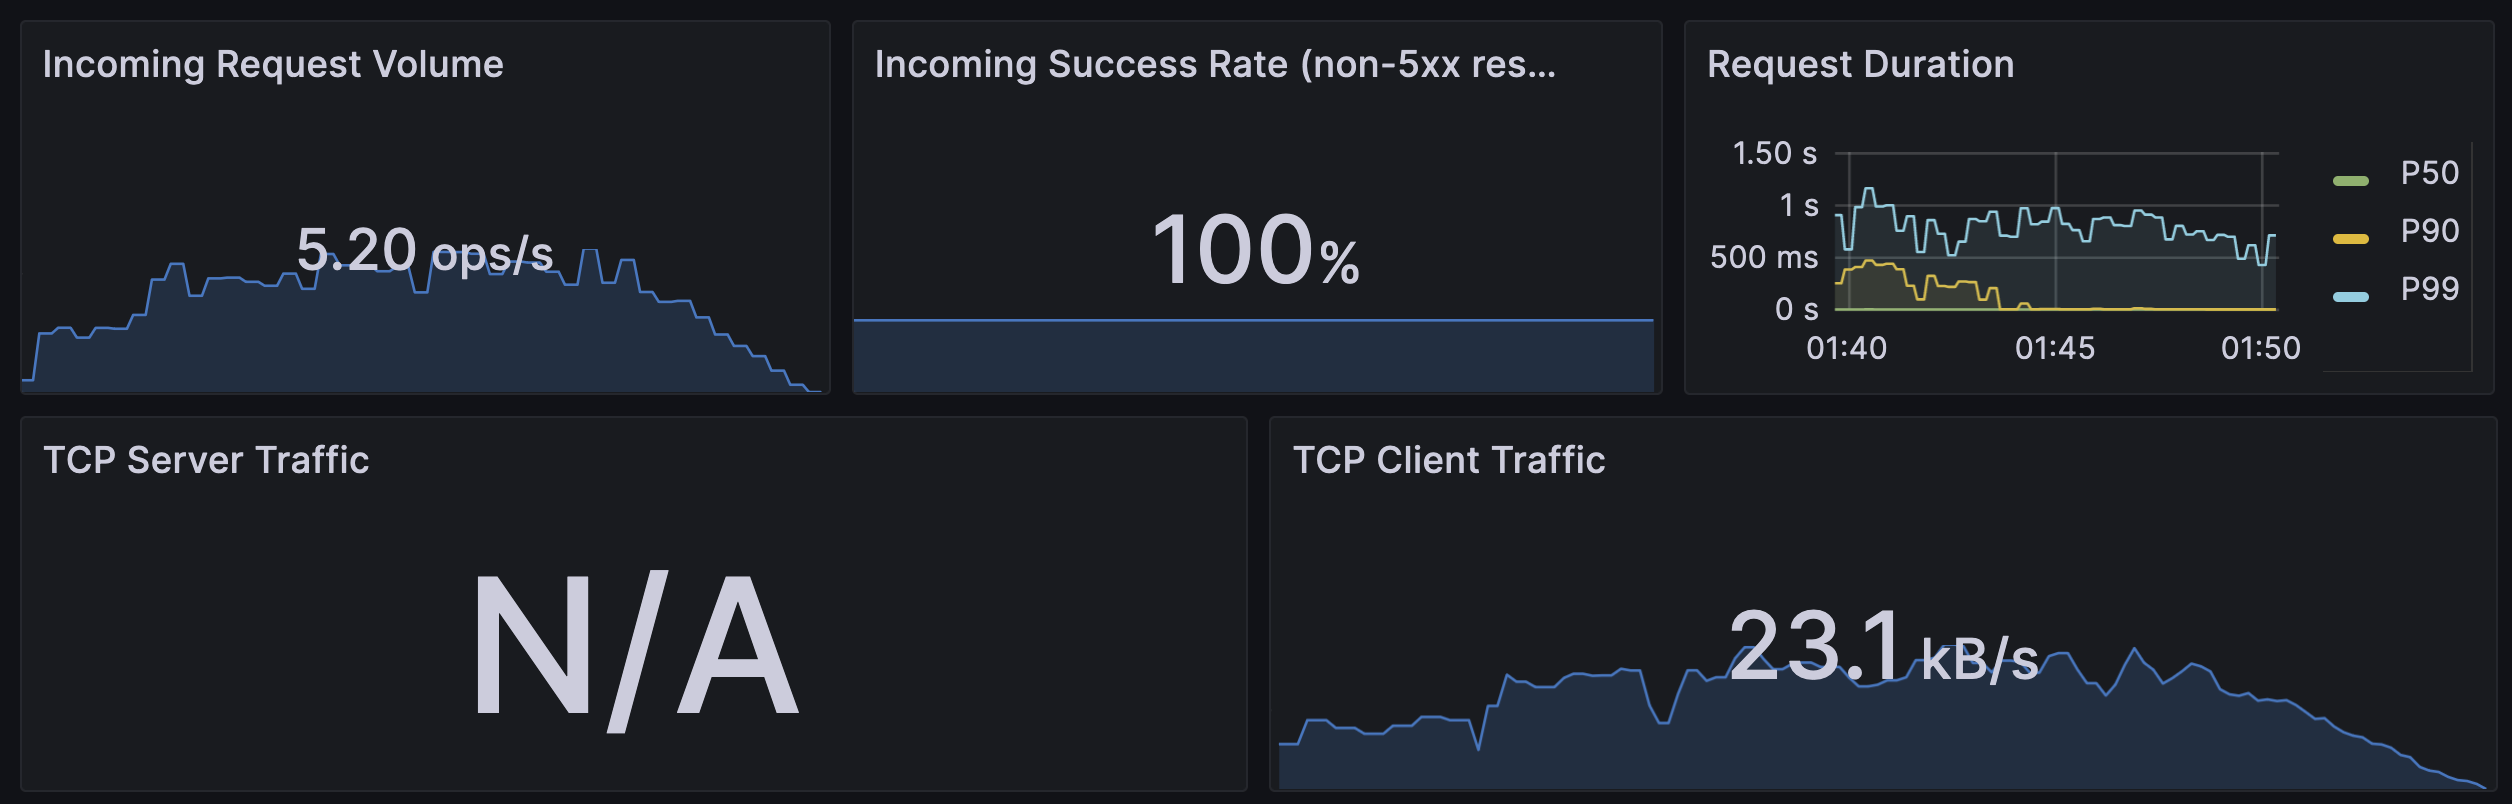 Incoming Request Volume
5.20 ops/s
Incoming Success Rate (non-5xx res...
100%
Request Duration
1.50 s
1 s
500 ms
0 s
01:40
01:45
01:50
P50
P90
P99
TCP Server Traffic
N/A
TCP Client Traffic
23.1 kB/s